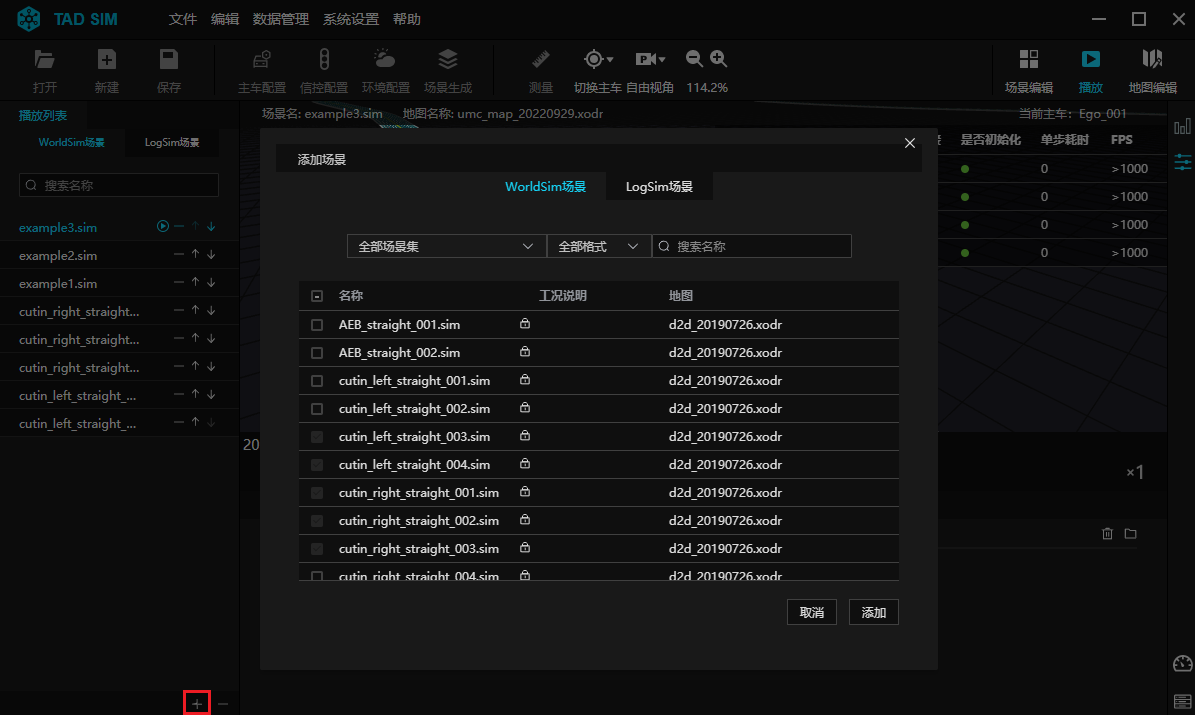 TAD SIM 文件 编辑 数据管理 系统设置 帮助
打开 新建 保存 主车配置 信控配置 环境配置 场景生成 测量 切换主车 自由视角 114.2% 场景编辑 播放 地图编辑
播放列表
WorldSim场景 LogSim场景
搜索名称
example3.sim
example2.sim
example1.sim
cutin_right_straight...
cutin_right_straight...
cutin_right_straight...
cutin_left_straight_...
cutin_left_straight_...
场景名: example3.sim 地图名称: umc_map_20220929.xodr 当前主车: Ego_001
是否初始化 单步耗时 FPS
0 >1000
0 >1000
0 >1000
0 >1000
20
×1
添加场景
WorldSim场景 LogSim场景
全部场景集 全部格式 搜索名称
名称 工况说明 地图
AEB_straight_001.sim d2d_20190726.xodr
AEB_straight_002.sim d2d_20190726.xodr
cutin_left_straight_001.sim d2d_20190726.xodr
cutin_left_straight_002.sim d2d_20190726.xodr
cutin_left_straight_003.sim d2d_20190726.xodr
cutin_left_straight_004.sim d2d_20190726.xodr
cutin_right_straight_001.sim d2d_20190726.xodr
cutin_right_straight_002.sim d2d_20190726.xodr
cutin_right_straight_003.sim d2d_20190726.xodr
cutin_right_straight_004.sim d2d_20190726.xodr
取消 添加